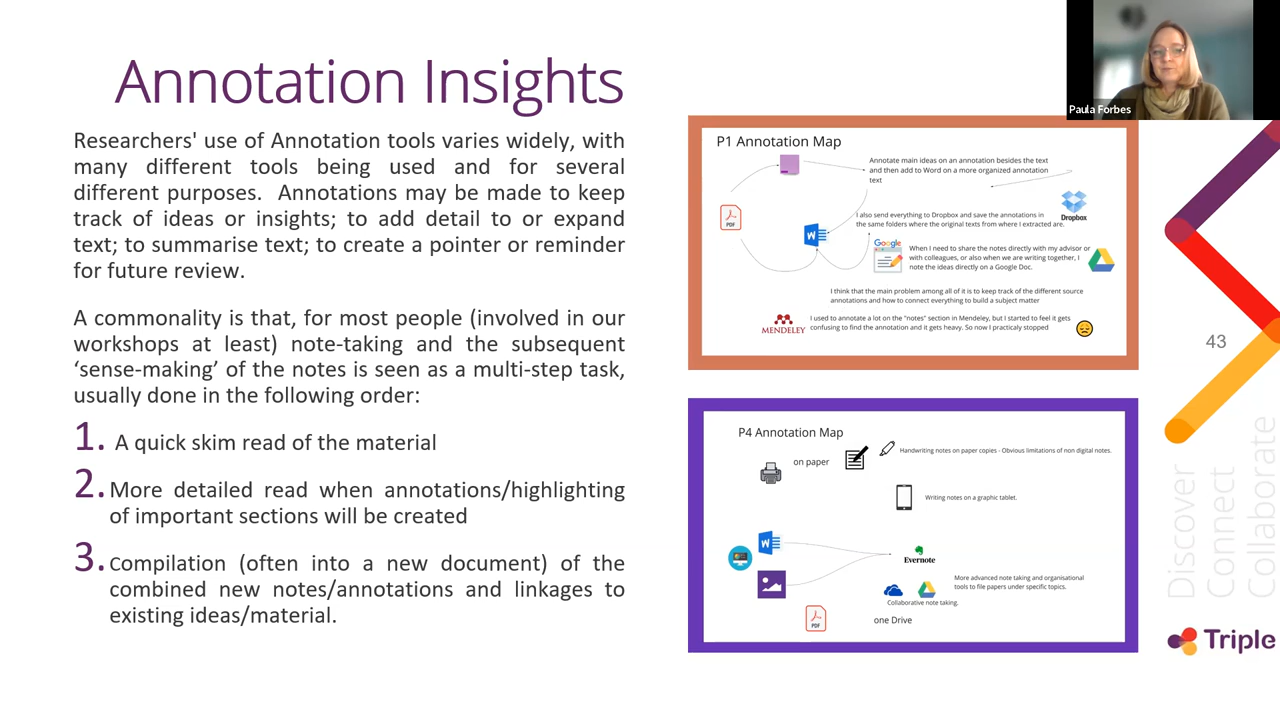 Annotation Insights
Researchers' use of Annotation tools varies widely, with
many different tools being used and for several
different purposes. Annotations may be made to keep
track of ideas or insights; to add detail to or expand
text; to summarise text; to create a pointer or reminder
for future review.
A commonality is that, for most people (involved in our
workshops at least) note-taking and the subsequent
‘sense-making’ of the notes is seen as a multi-step task,
usually done in the following order:
1. A quick skim read of the material
2. More detailed read when annotations/highlighting
of important sections will be created
3. Compilation (often into a new document) of the
combined new notes/annotations and linkages to
existing ideas/material.
P1 Annotation Map
Annotate main ideas on an annotation besides the text
and then add to Word on a more organized annotation
text
PDF
W
Dropbox
I also send everything to Dropbox and save the annotations in
the same folders where the original texts from where I extracted are.
Google
When I need to share the notes directly with my advisor or
with colleagues, or also when we are writing together, I
note the ideas directly on a Google Doc.
I think that the main problem among all of it is to keep track of the different source
annotations and how to connect everything to build a subject matter
MENDELEY
I used to annotate a lot on the "notes" section in Mendeley, but I started to feel it gets
confusing to find the annotation and it gets heavy. So now I practicaly stopped
P4 Annotation Map
on paper
Handwriting notes on paper copies - Obvious limitations of non digital notes.
Writing notes on a graphic tablet.
W
Evernote
More advanced note taking and organisational
tools to file papers under specific topics.
Collaborative note taking.
PDF
one Drive
Paula Forbes
43
Discover
Connect
Collaborate
Triple